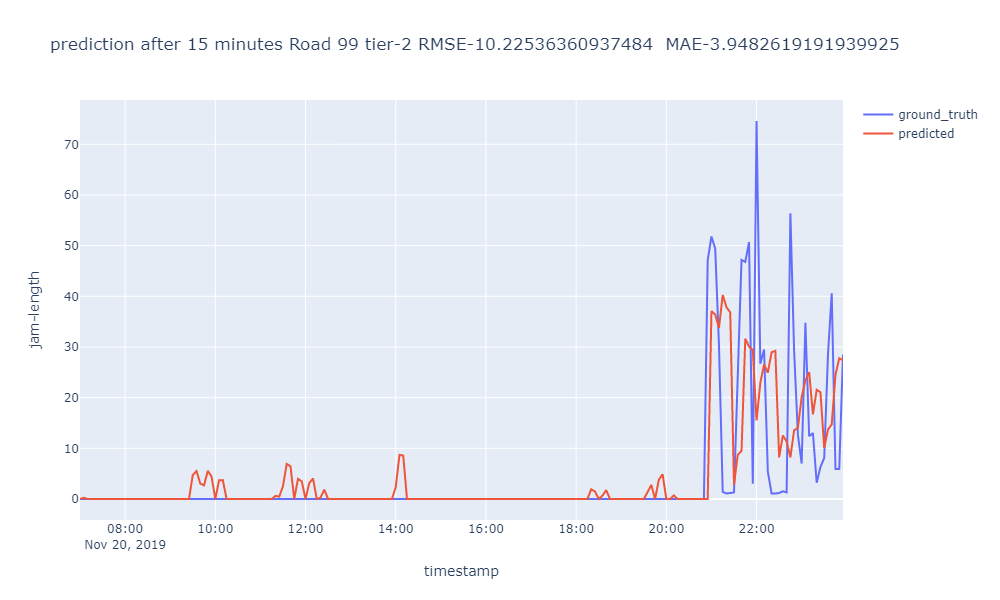 prediction after 15 minutes Road 99 tier-2 RMSE-10.22536360937484 MAE-3.9482619191939925
ground_truth
predicted
70
60
50
40
30
20
10
0
jam-length
08:00 10:00 12:00 14:00 16:00 18:00 20:00 22:00
Nov 20, 2019
timestamp